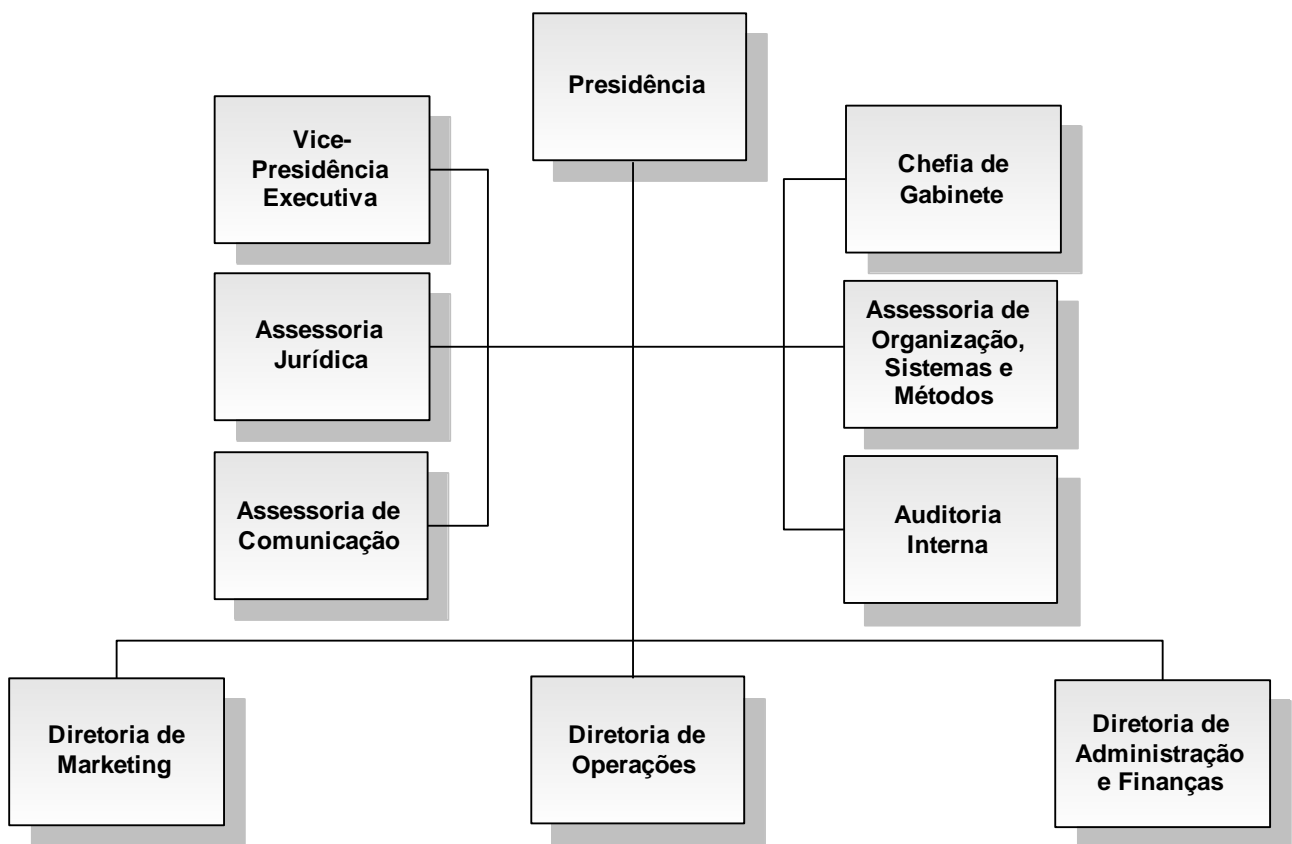 Presidência
Vice-
Presidência
Executiva
Chefia de
Gabinete
Assessoria
Jurídica
Assessoria de
Organização,
Sistemas e
Métodos
Assessoria de
Comunicação
Auditoria
Interna
Diretoria de
Marketing
Diretoria de
Operações
Diretoria de
Administração
e Finanças